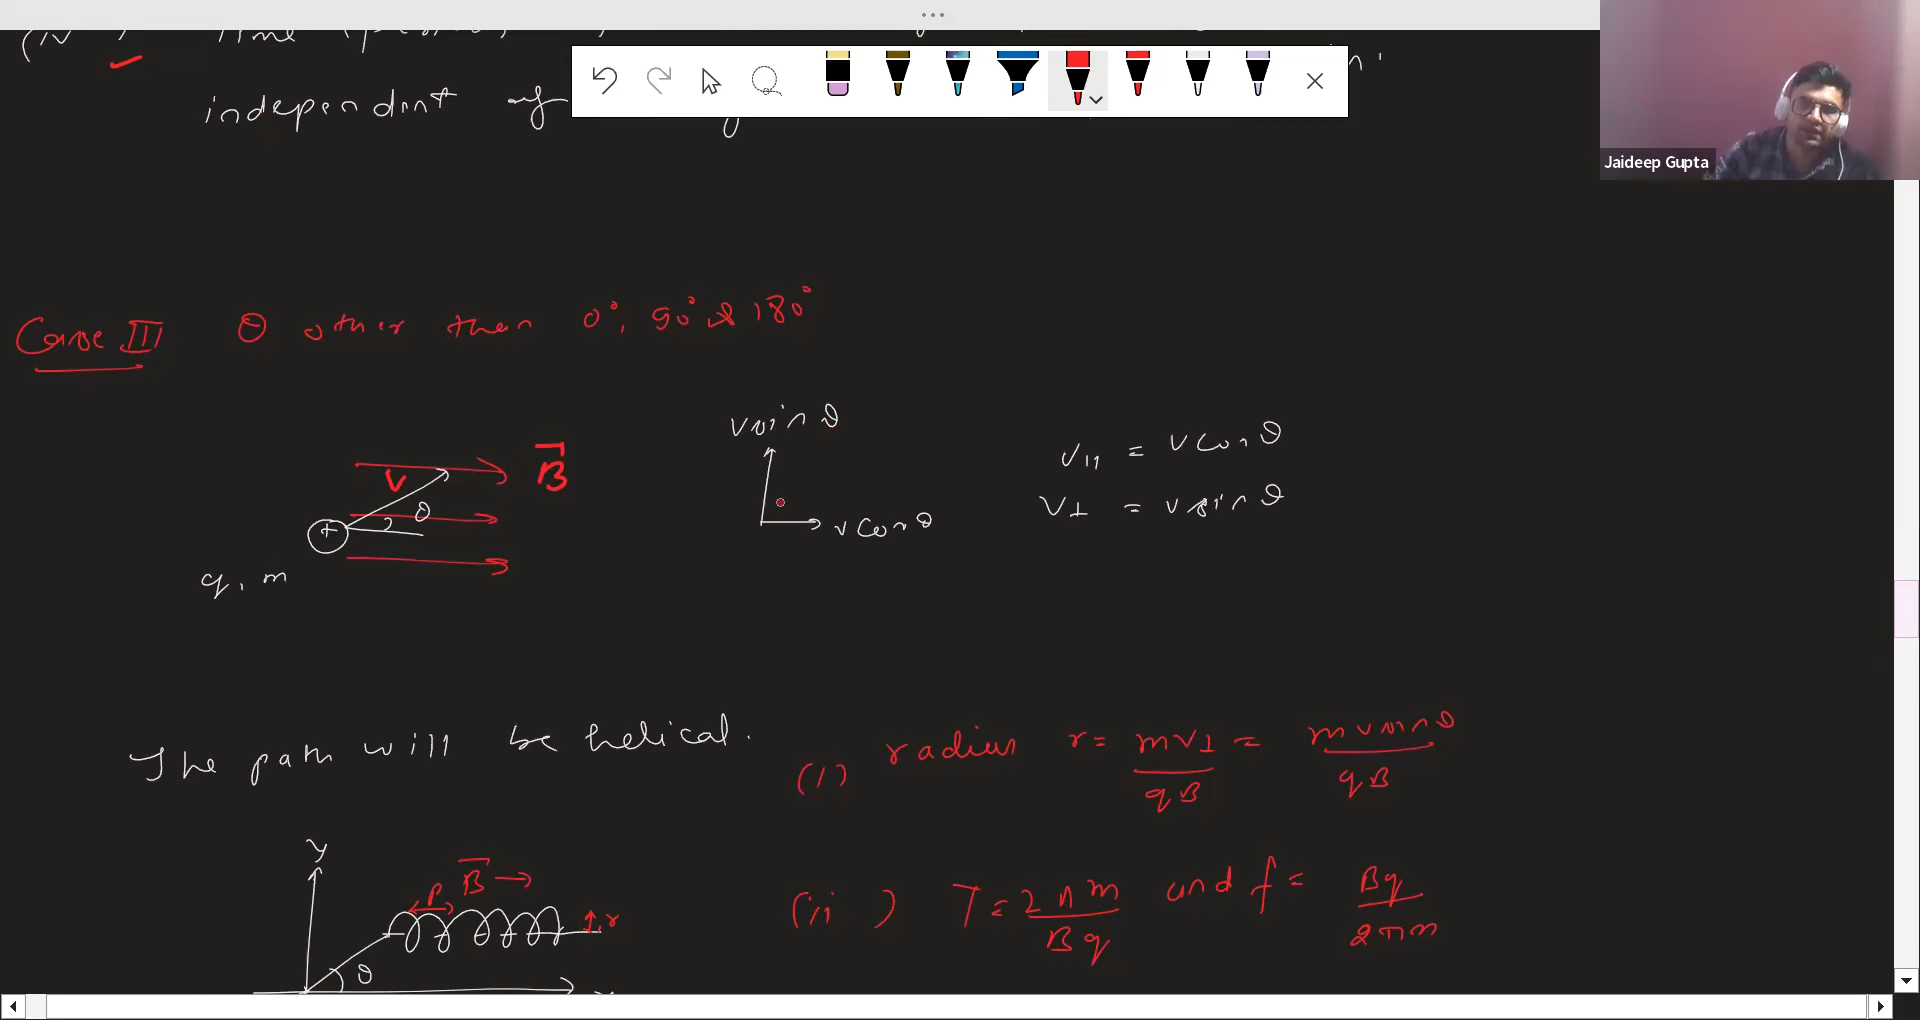 independent of
Jaideep Gupta
Case III θ other than 0°, 90° & 180°
B
V
θ
+
q, m
v sin θ
v cos θ
v∥ = v cos θ
v⊥ = v sin θ
The path will be helical.
(i) radius r = mv⊥/qB = mv sin θ/qB
(ii) T = 2πm/Bq and f = Bq/2πm
y
P
B
r
θ